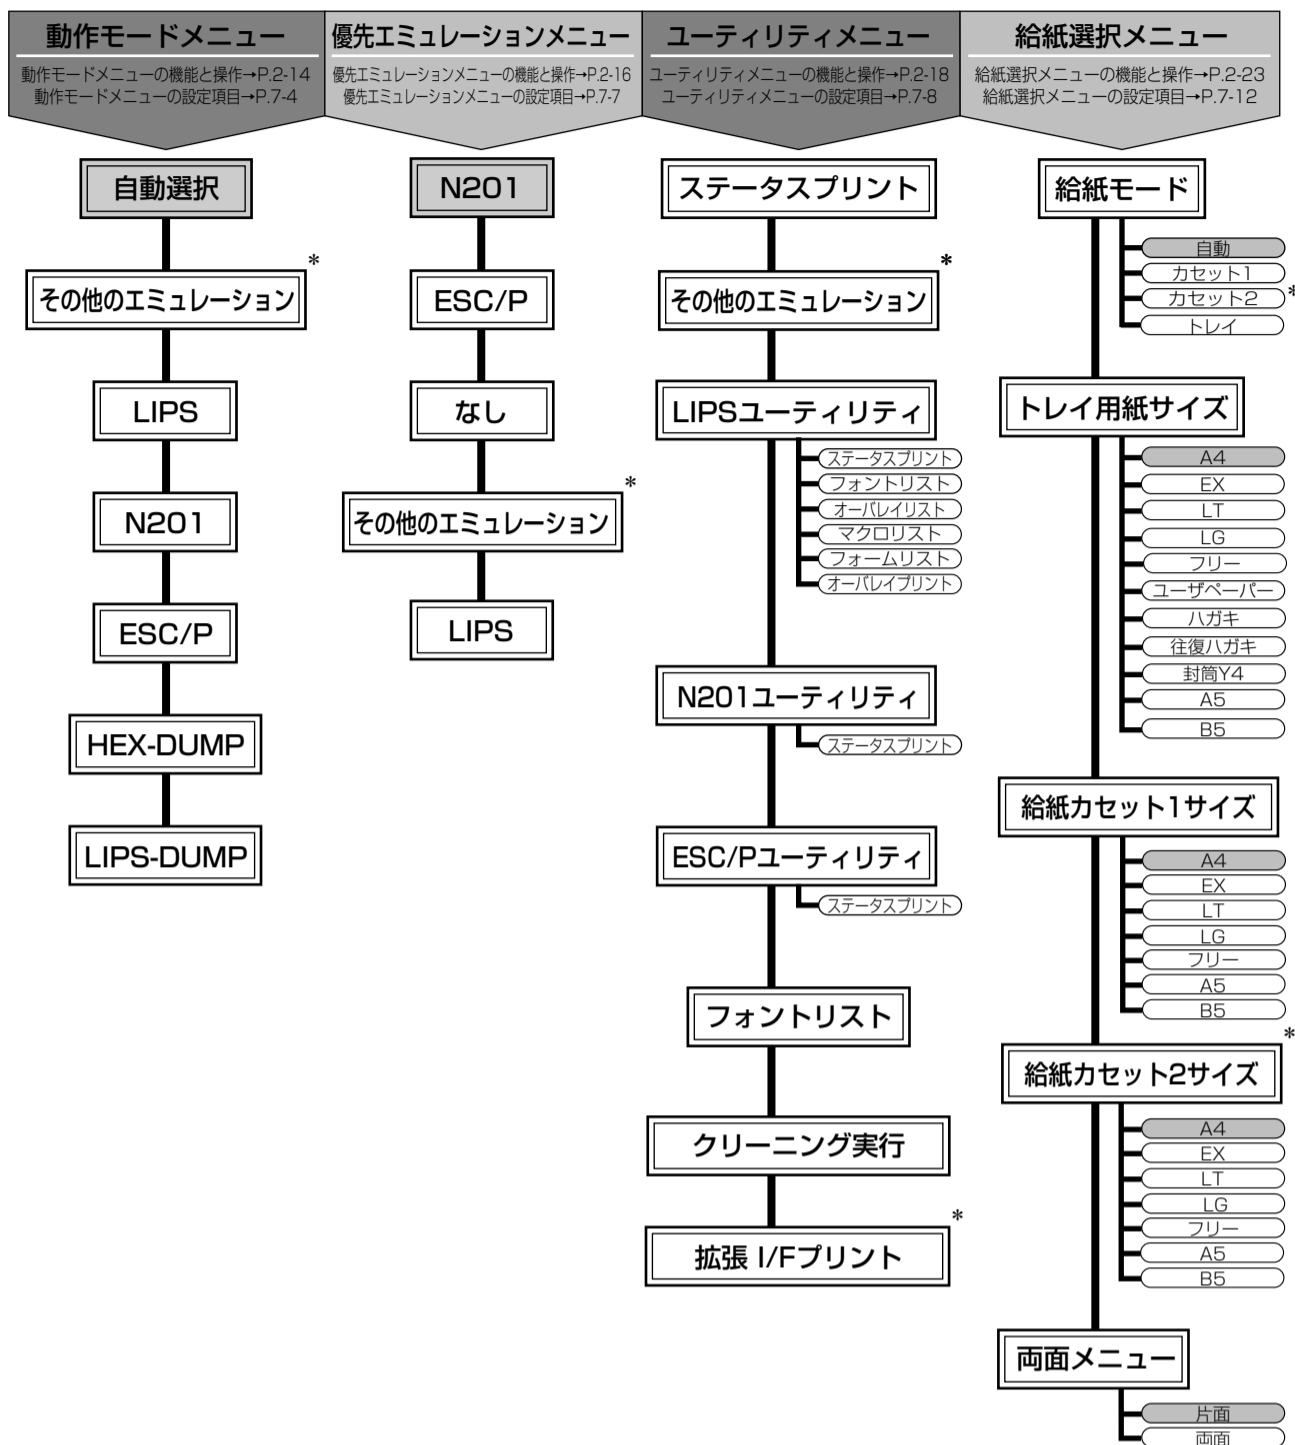 動作モードメニュー
動作モードメニューの機能と操作→P.2-14
動作モードメニューの設定項目→P.7-4
自動選択
*
その他のエミュレーション
LIPS
N201
ESC/P
HEX-DUMP
LIPS-DUMP
優先エミュレーションメニュー
優先エミュレーションメニューの機能と操作→P.2-16
優先エミュレーションメニューの設定項目→P.7-7
N201
ESC/P
なし
*
その他のエミュレーション
LIPS
ユーティリティメニュー
ユーティリティメニューの機能と操作→P.2-18
ユーティリティメニューの設定項目→P.7-8
ステータスプリント
*
その他のエミュレーション
LIPSユーティリティ
ステータスプリント
フォントリスト
オーバレイリスト
マクロリスト
フォームリスト
オーバレイプリント
N201ユーティリティ
ステータスプリント
ESC/Pユーティリティ
ステータスプリント
フォントリスト
クリーニング実行
*
拡張 I/Fプリント
給紙選択メニュー
給紙選択メニューの機能と操作→P.2-23
給紙選択メニューの設定項目→P.7-12
給紙モード
自動
カセット1
カセット2 *
トレイ
トレイ用紙サイズ
A4
EX
LT
LG
フリー
ユーザペーパー
ハガキ
往復ハガキ
封筒Y4
A5
B5
給紙カセット1サイズ
A4
EX
LT
LG
フリー
A5
B5
*
給紙カセット2サイズ
A4
EX
LT
LG
フリー
A5
B5
両面メニュー
片面
両面